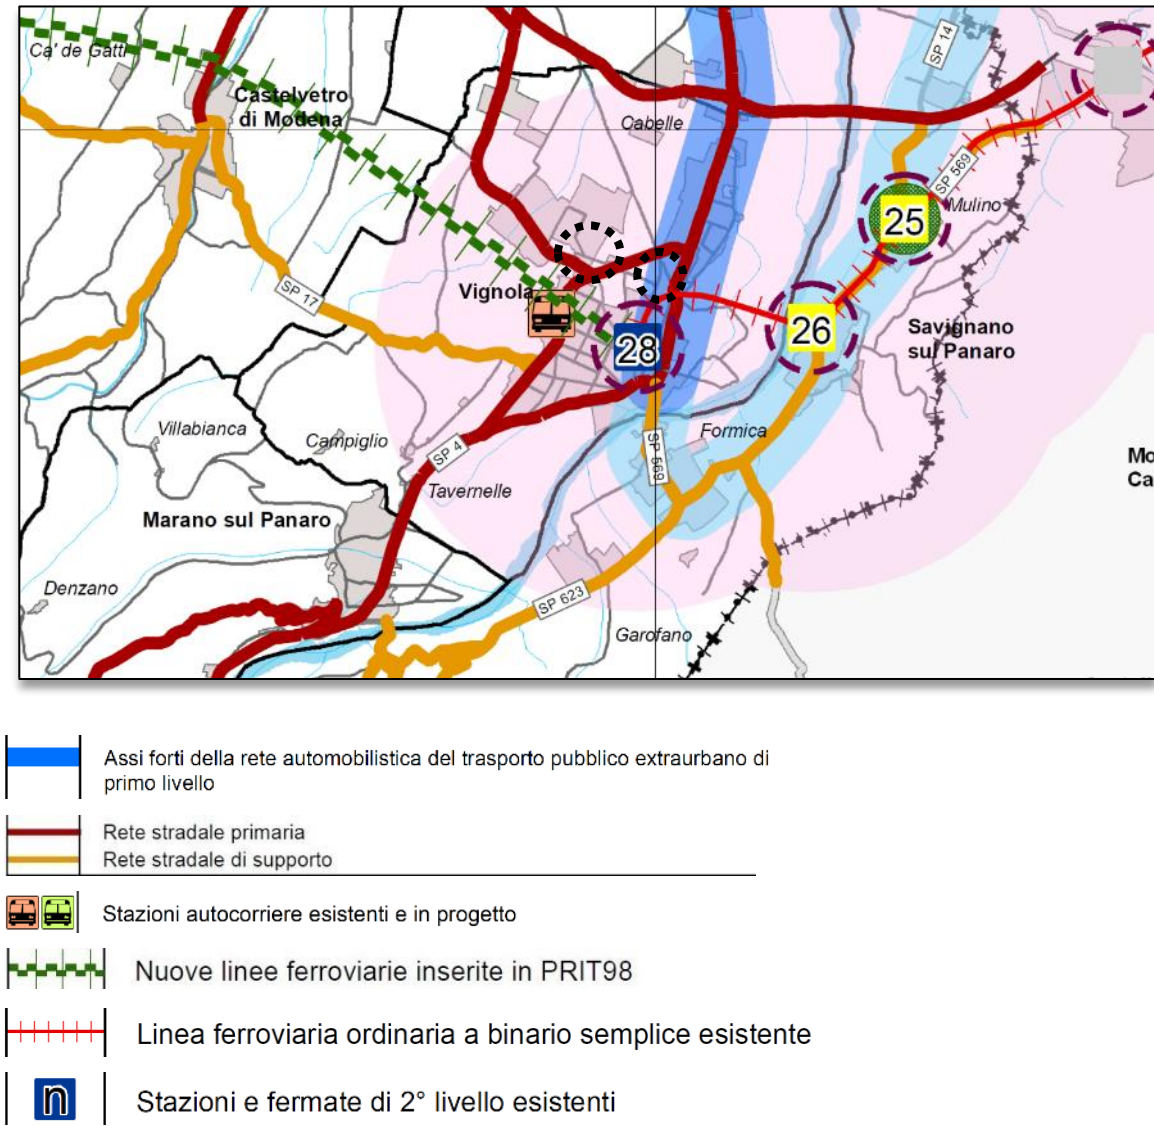 Ca' de Gatti
SP 14
Castelvetro
di Modena
Cabelle
SP 569
Mulino
25
SP 17
Vignola
28
26
Savignano
sul Panaro
Villabianca
Campiglio
SP 4
SP 569
Formica
Mo
Ca
Tavernelle
Marano sul Panaro
Denzano
SP 623
Garofano
Assi forti della rete automobilistica del trasporto pubblico extraurbano di
primo livello
Rete stradale primaria
Rete stradale di supporto
Stazioni autocorriere esistenti e in progetto
Nuove linee ferroviarie inserite in PRIT98
Linea ferroviaria ordinaria a binario semplice esistente
n
Stazioni e fermate di 2° livello esistenti